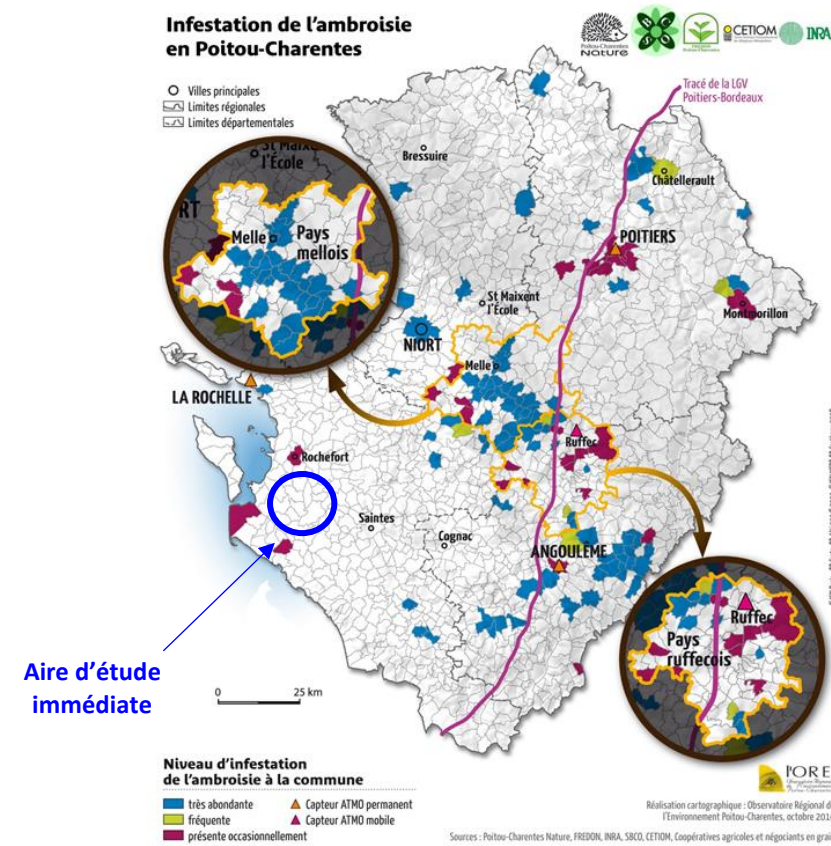 Infestation de l'ambroisie
en Poitou-Charentes
Poitou-Charentes
NATURE
SBCO
CETIOM
INRA
Villes principales
Limites régionales
Limites départementales
Tracé de la LGV
Poitiers-Bordeaux
St Maixent
l'École
Bressuire
Châtellerault
RT
Melle
Pays
mellois
POITIERS
St Maixent
l'École
Montmorillon
NIORT
Melle
LA ROCHELLE
Ruffec
Rochefort
Saintes
Cognac
ANGOULÊME
Ruffec
Pays
ruffecois
Aire d'étude
immédiate
0 25 km
Niveau d'infestation
de l'ambroisie à la commune
très abondante
fréquente
présente occasionnellement
Capteur ATMO permanent
Capteur ATMO mobile
l'ORE
Réalisation cartographique : Observatoire Régional de
l'Environnement Poitou-Charentes, octobre 201
Sources : Poitou-Charentes Nature, FREDON, INRA, SBCO, CETIOM, Coopératives agricoles et négociants en grai